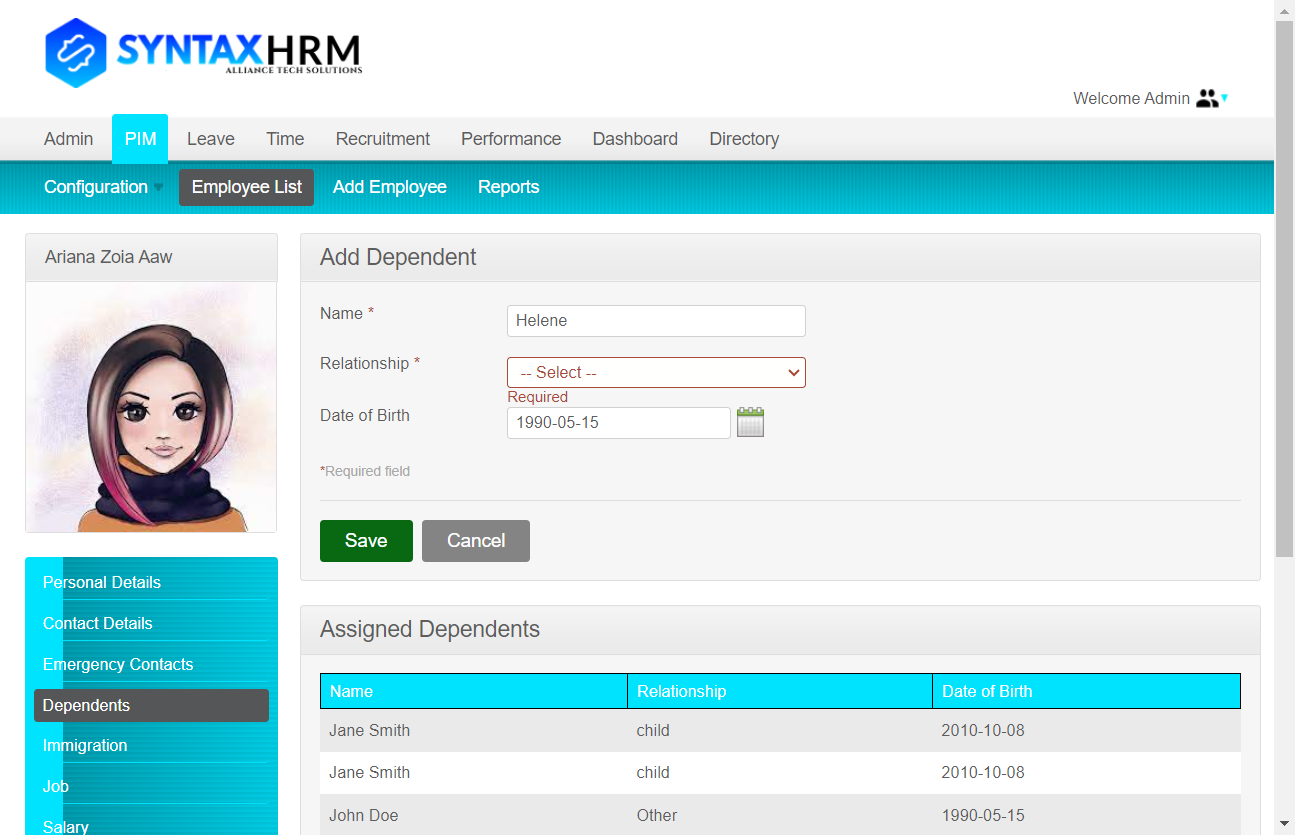 SYNTAXHRM
ALLIANCE TECH SOLUTIONS
Welcome Admin
Admin PIM Leave Time Recruitment Performance Dashboard Directory
Configuration Employee List Add Employee Reports
Ariana Zoia Aaw
Add Dependent
Name *
Helene
Relationship *
-- Select --
Required
Date of Birth
1990-05-15
*Required field
Save Cancel
Personal Details
Contact Details
Emergency Contacts
Dependents
Immigration
Job
Salary
Assigned Dependents
Name Relationship Date of Birth
Jane Smith child 2010-10-08
Jane Smith child 2010-10-08
John Doe Other 1990-05-15